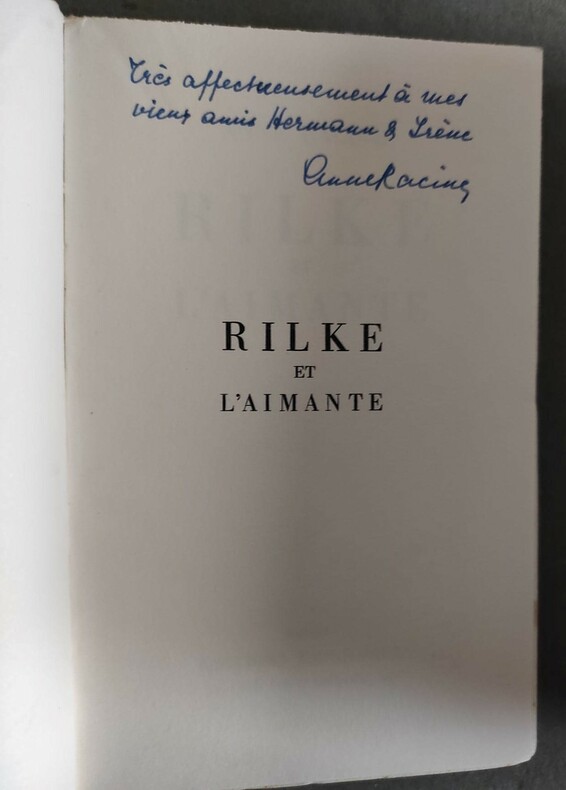 Très affectueusement à mes
vieux amis Hermann & Irène
Anne Racine
RILKE
ET
L'AIMANTE